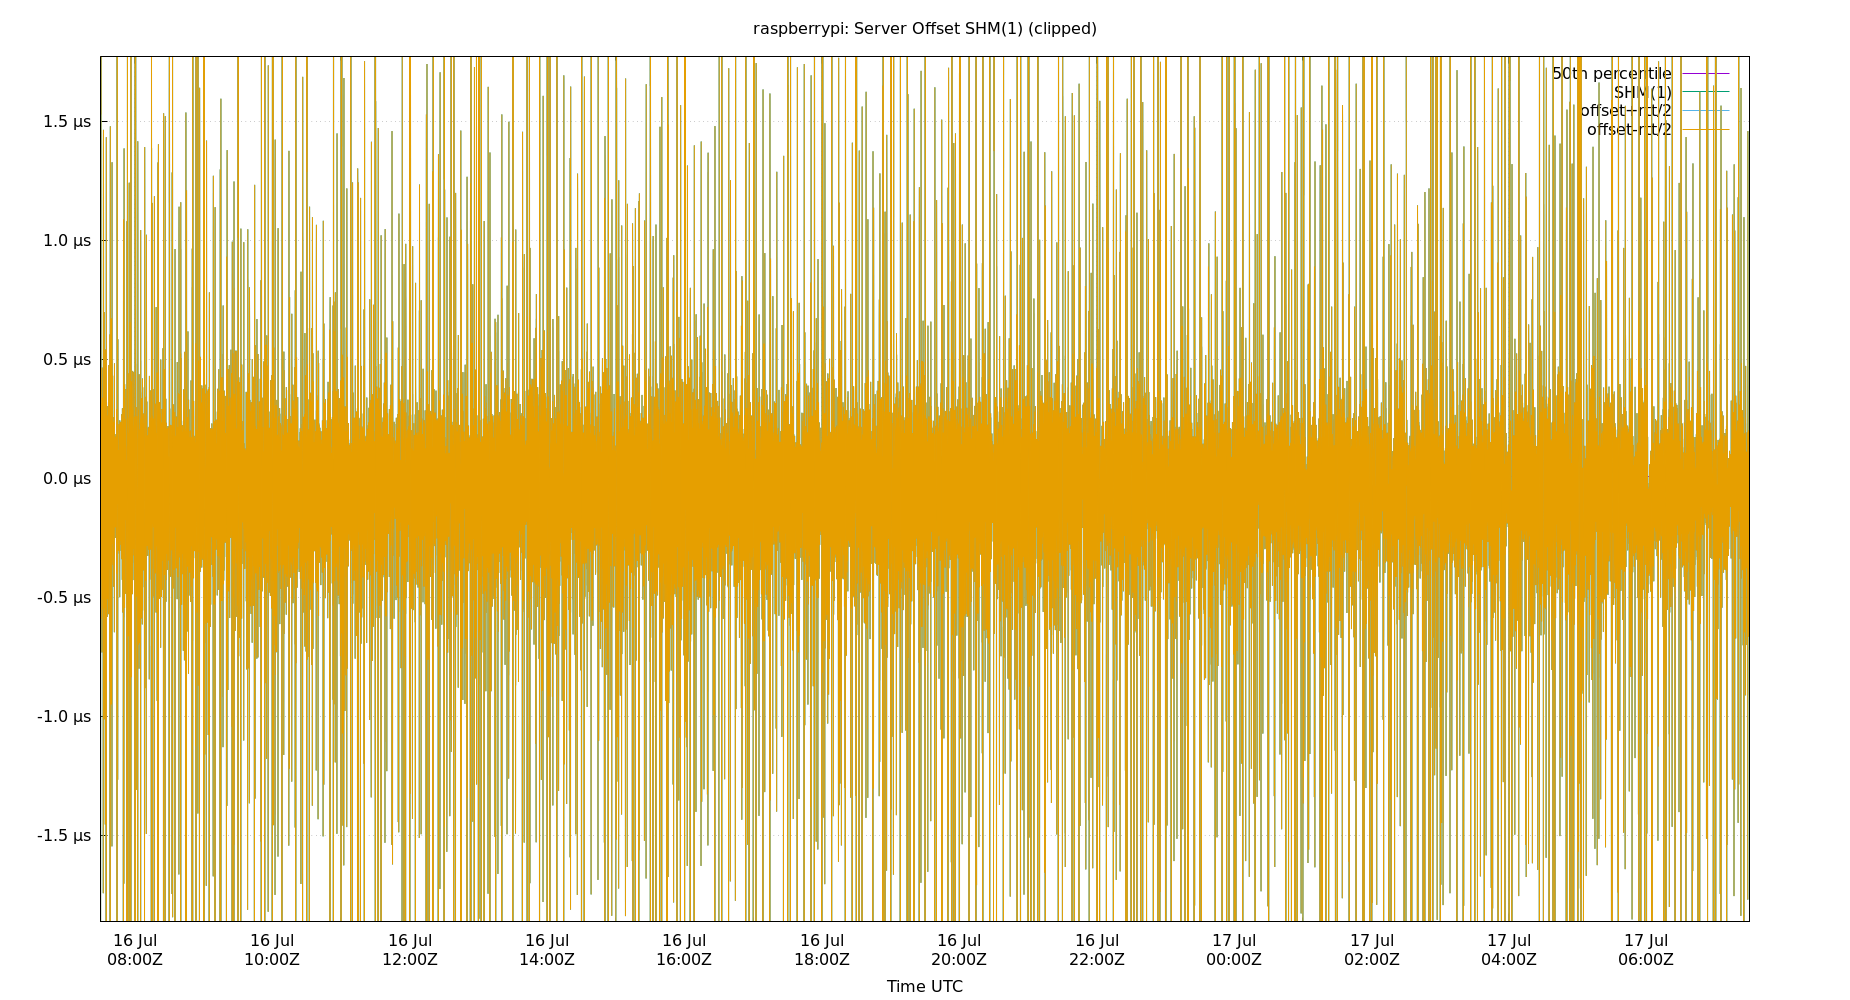 raspberrypi: Server Offset SHM(1) (clipped)
50th percentile
SHM(1)
offset+rtt/2
offset-rtt/2
1.5 μs
1.0 μs
0.5 μs
0.0 μs
-0.5 μs
-1.0 μs
-1.5 μs
16 Jul 16 Jul 16 Jul 16 Jul 16 Jul 16 Jul 16 Jul 16 Jul 17 Jul 17 Jul 17 Jul 17 Jul
08:00Z 10:00Z 12:00Z 14:00Z 16:00Z 18:00Z 20:00Z 22:00Z 00:00Z 02:00Z 04:00Z 06:00Z
Time UTC